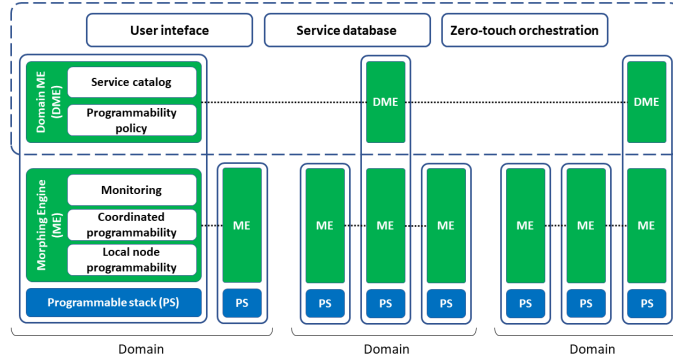 User inteface
Service database
Zero-touch orchestration
Domain ME
(DME)
Service catalog
Programmability
policy
DME
DME
Morphing Engine
(ME)
Monitoring
Coordinated
programmability
Local node
programmability
ME
ME
ME
ME
ME
ME
ME
Programmable stack (PS)
PS
PS
PS
PS
PS
PS
PS
Domain
Domain
Domain